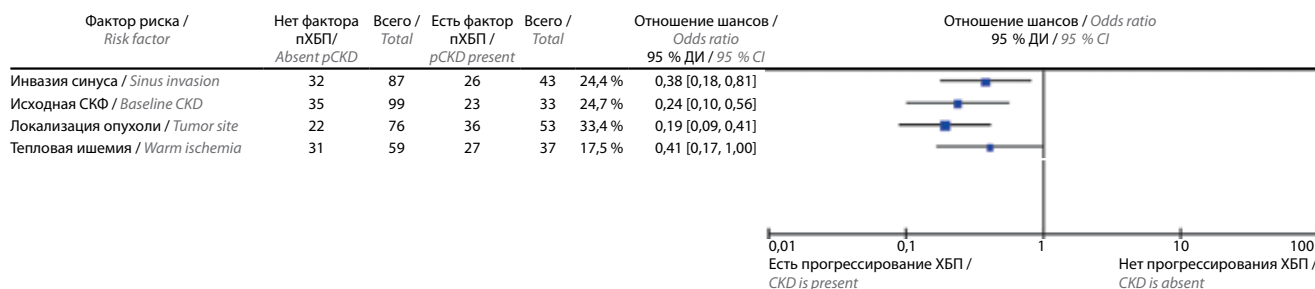 Фактор риска / Нет фактора Всего / Есть фактор Всего / Отношение шансов / Отношение шансов / Odds ratio
Risk factor пХБП/ Total пХБП / Total Odds ratio 95 % ДИ / 95 % CI
Absent pCKD pCKD present 95 % ДИ / 95 % CI
Инвазия синуса / Sinus invasion 32 87 26 43 24,4 % 0,38 [0,18, 0,81]
Исходная СКФ / Baseline CKD 35 99 23 33 24,7 % 0,24 [0,10, 0,56]
Локализация опухоли / Tumor site 22 76 36 53 33,4 % 0,19 [0,09, 0,41]
Тепловая ишемия / Warm ischemia 31 59 27 37 17,5 % 0,41 [0,17, 1,00]
0,01 0,1 1 10 100
Есть прогрессирование ХБП / Нет прогрессирования ХБП /
CKD is present CKD is absent